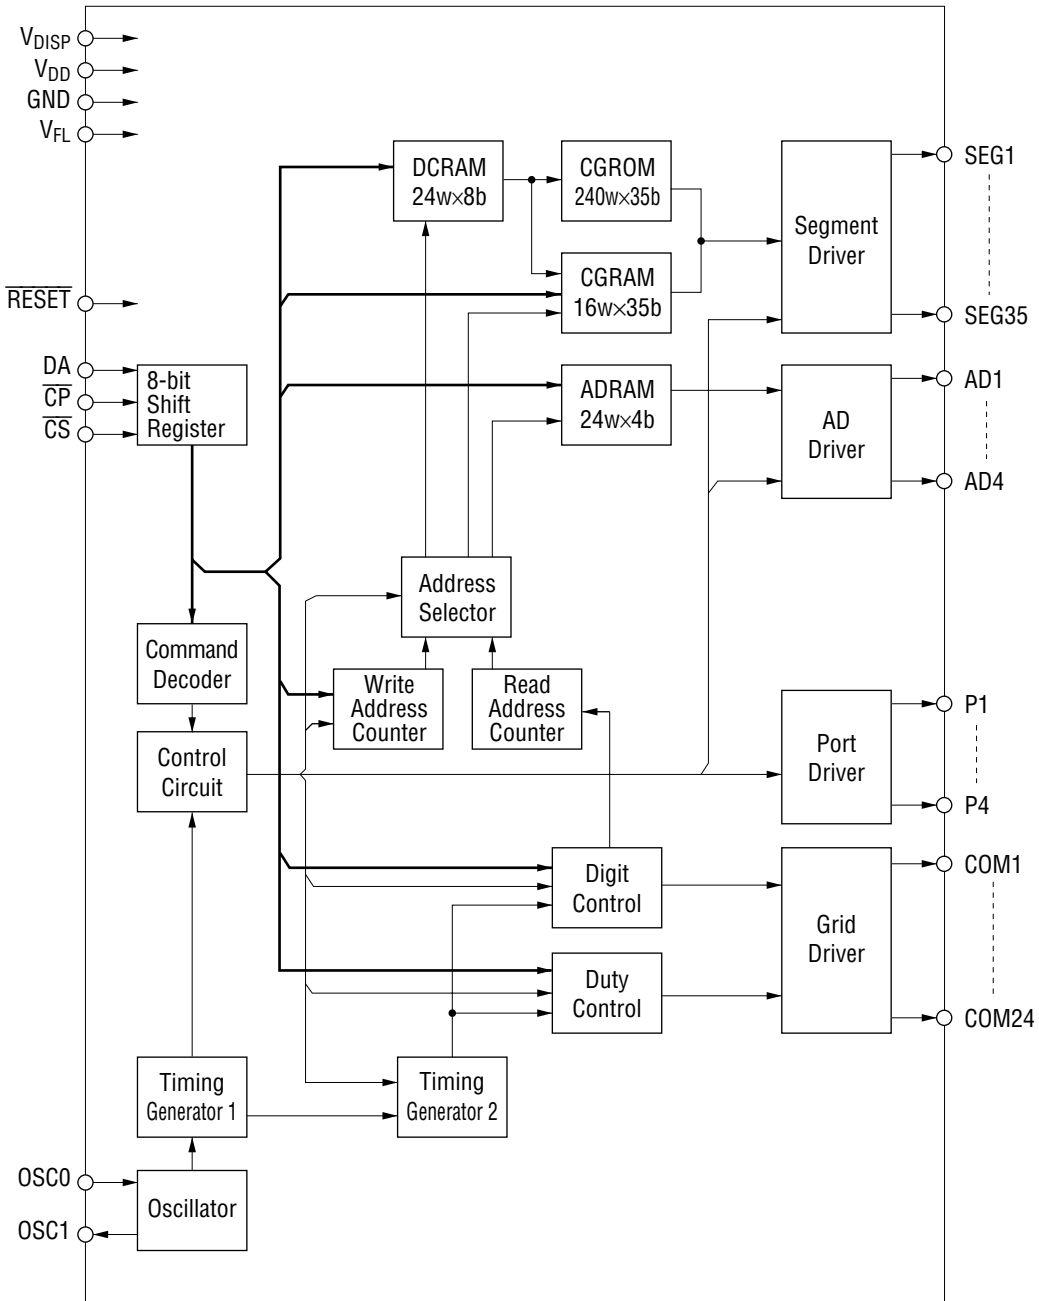 VDISP
VDD
GND
VFL
RESET
DA
CP
CS
8-bit
Shift
Register
DCRAM
24w×8b
CGROM
240w×35b
CGRAM
16w×35b
ADRAM
24w×4b
Segment
Driver
SEG1
SEG35
AD
Driver
AD1
AD4
Address
Selector
Command
Decoder
Write
Address
Counter
Read
Address
Counter
Control
Circuit
Port
Driver
P1
P4
Digit
Control
Duty
Control
Grid
Driver
COM1
COM24
Timing
Generator 1
Timing
Generator 2
OSC0
OSC1
Oscillator